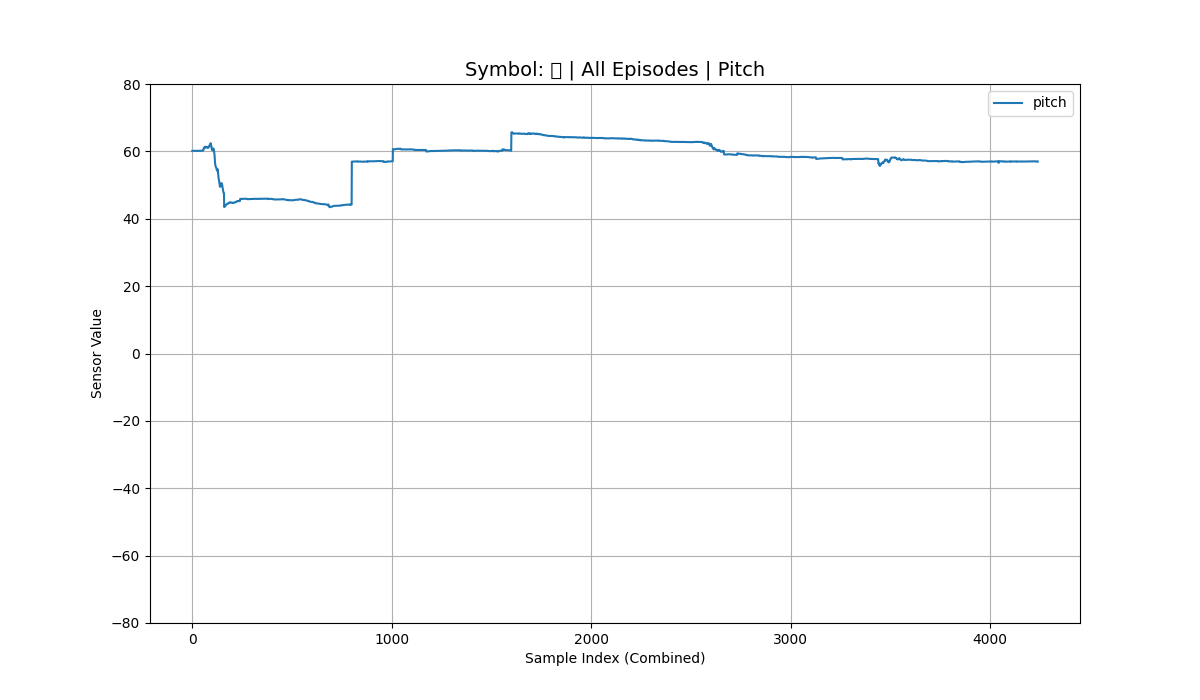 Symbol: ▯ | All Episodes | Pitch
pitch
Sensor Value
80
60
40
20
0
−20
−40
−60
−80
0 1000 2000 3000 4000
Sample Index (Combined)